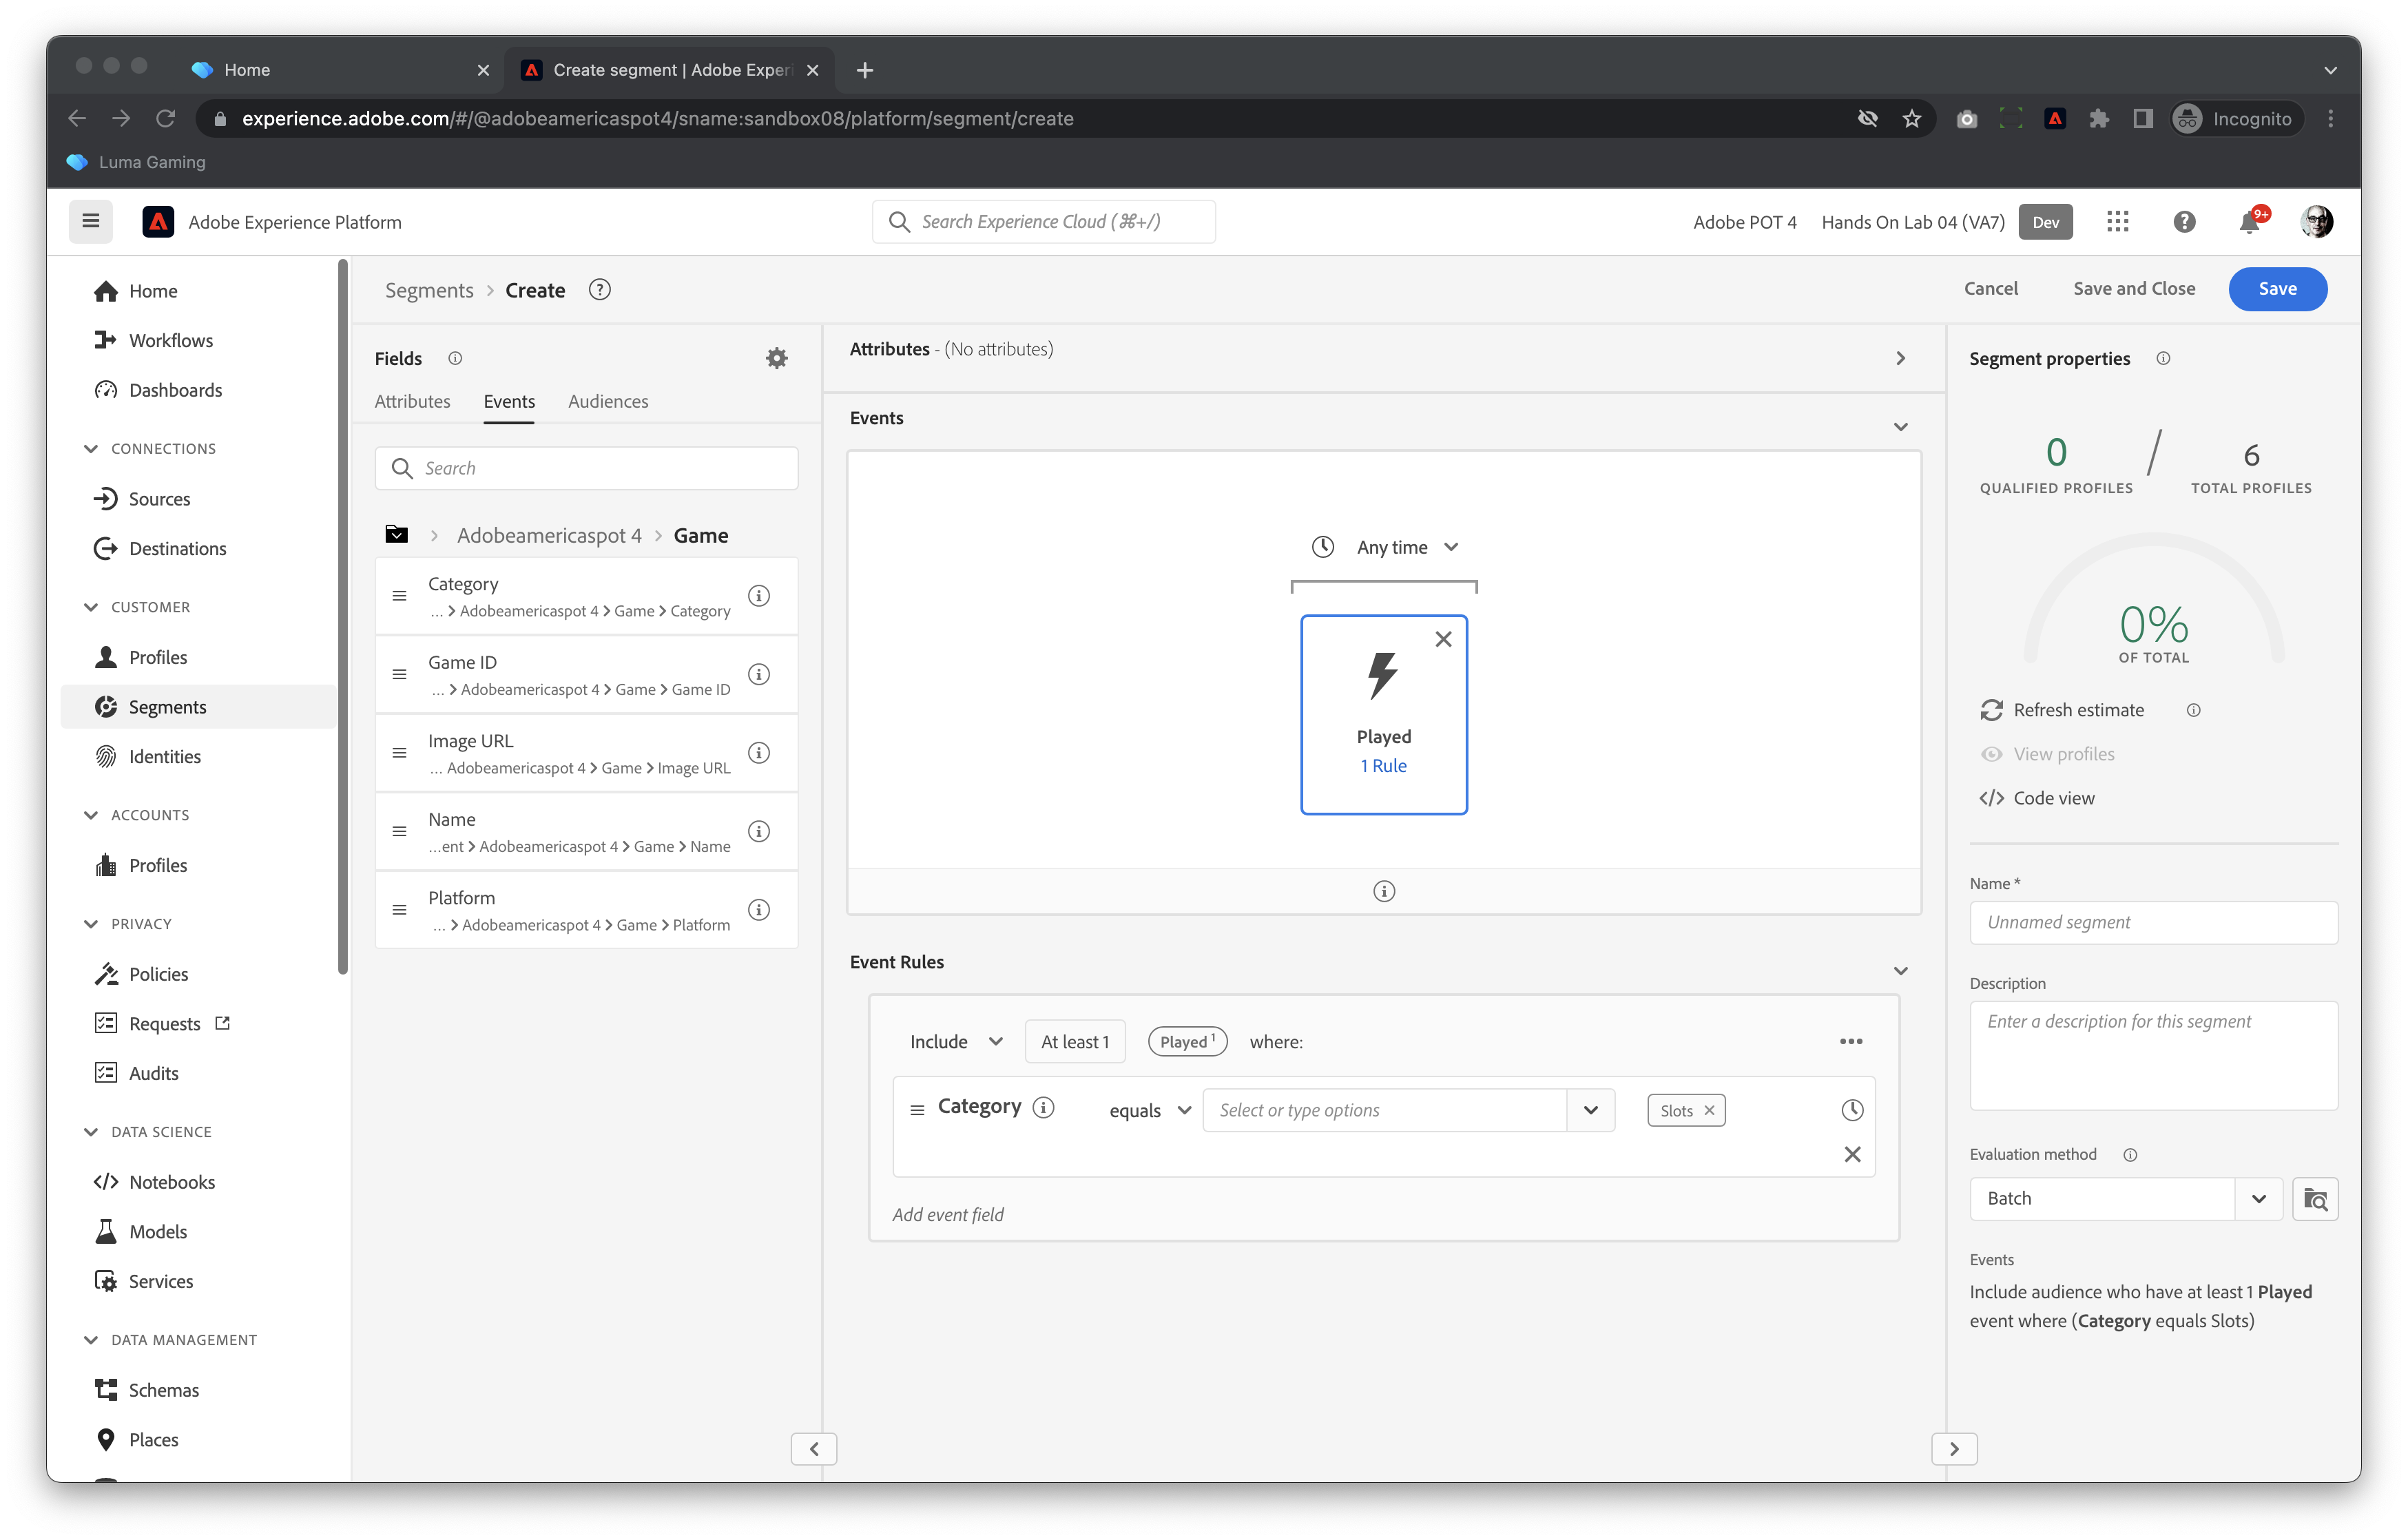 Home
Create segment | Adobe Experi
experience.adobe.com/#/@adobeamericaspot4/sname:sandbox08/platform/segment/create
Incognito
Luma Gaming
Adobe Experience Platform
Search Experience Cloud (⌘+/)
Adobe POT 4
Hands On Lab 04 (VA7)
Dev
9+
Home
Workflows
Dashboards
CONNECTIONS
Sources
Destinations
CUSTOMER
Profiles
Segments
Identities
ACCOUNTS
Profiles
PRIVACY
Policies
Requests
Audits
DATA SCIENCE
Notebooks
Models
Services
DATA MANAGEMENT
Schemas
Places
Segments > Create
Cancel
Save and Close
Save
Fields
Attributes
Events
Audiences
Search
Adobeamericaspot 4 > Game
Category
... > Adobeamericaspot 4 > Game > Category
Game ID
... > Adobeamericaspot 4 > Game > Game ID
Image URL
... Adobeamericaspot 4 > Game > Image URL
Name
...ent > Adobeamericaspot 4 > Game > Name
Platform
... > Adobeamericaspot 4 > Game > Platform
Attributes - (No attributes)
Events
Any time
Played
1 Rule
Event Rules
Include
At least 1
Played 1
where:
Category
equals
Select or type options
Slots
Add event field
Segment properties
0 / 6
QUALIFIED PROFILES
TOTAL PROFILES
0%
OF TOTAL
Refresh estimate
View profiles
Code view
Name *
Unnamed segment
Description
Enter a description for this segment
Evaluation method
Batch
Events
Include audience who have at least 1 Played
event where (Category equals Slots)